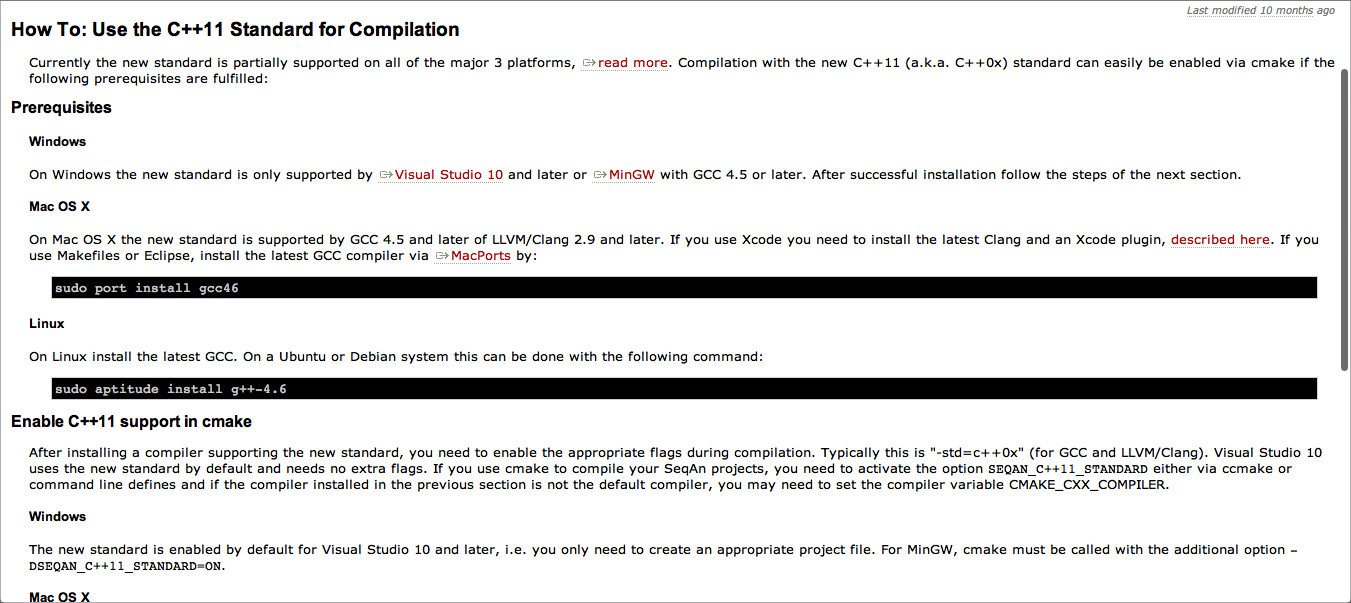 Last modified 10 months ago
How To: Use the C++11 Standard for Compilation
Currently the new standard is partially supported on all of the major 3 platforms, read more. Compilation with the new C++11 (a.k.a. C++0x) standard can easily be enabled via cmake if the
following prerequisites are fulfilled:
Prerequisites
Windows
On Windows the new standard is only supported by Visual Studio 10 and later or MinGW with GCC 4.5 or later. After successful installation follow the steps of the next section.
Mac OS X
On Mac OS X the new standard is supported by GCC 4.5 and later of LLVM/Clang 2.9 and later. If you use Xcode you need to install the latest Clang and an Xcode plugin, described here. If you
use Makefiles or Eclipse, install the latest GCC compiler via MacPorts by:
sudo port install gcc46
Linux
On Linux install the latest GCC. On a Ubuntu or Debian system this can be done with the following command:
sudo aptitude install g++-4.6
Enable C++11 support in cmake
After installing a compiler supporting the new standard, you need to enable the appropriate flags during compilation. Typically this is "-std=c++0x" (for GCC and LLVM/Clang). Visual Studio 10
uses the new standard by default and needs no extra flags. If you use cmake to compile your SeqAn projects, you need to activate the option SEQAN_C++11_STANDARD either via ccmake or
command line defines and if the compiler installed in the previous section is not the default compiler, you may need to set the compiler variable CMAKE_CXX_COMPILER.
Windows
The new standard is enabled by default for Visual Studio 10 and later, i.e. you only need to create an appropriate project file. For MinGW, cmake must be called with the additional option –
DSEQAN_C++11_STANDARD=ON.
Mac OS X